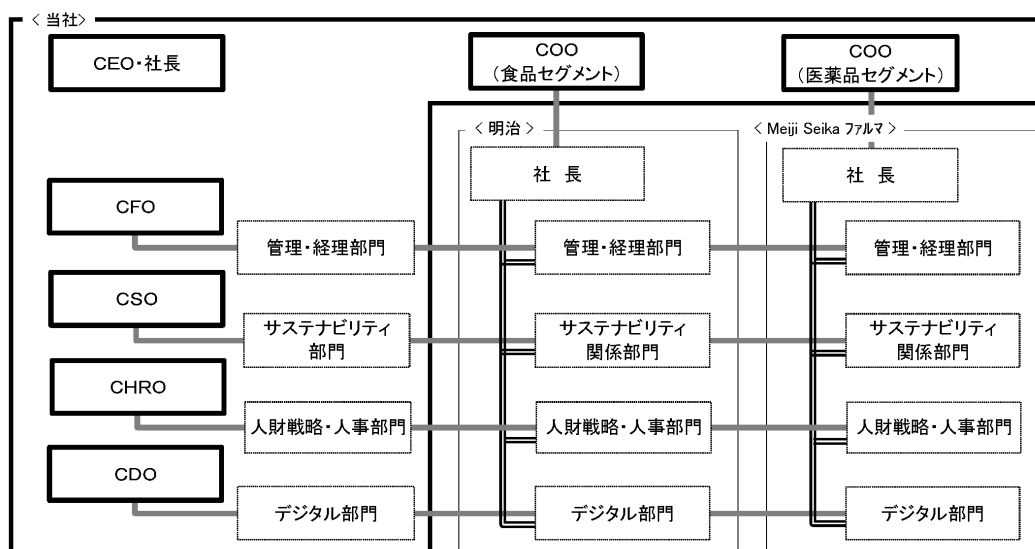 < 当社>
CEO・社長
COO
(食品セグメント)
COO
(医薬品セグメント)
< 明治 >
< Meiji Seika ファルマ >
社 長
社 長
CFO
管理・経理部門
管理・経理部門
管理・経理部門
CSO
サステナビリティ
部門
サステナビリティ
関係部門
サステナビリティ
関係部門
CHRO
人財戦略・人事部門
人財戦略・人事部門
人財戦略・人事部門
CDO
デジタル部門
デジタル部門
デジタル部門